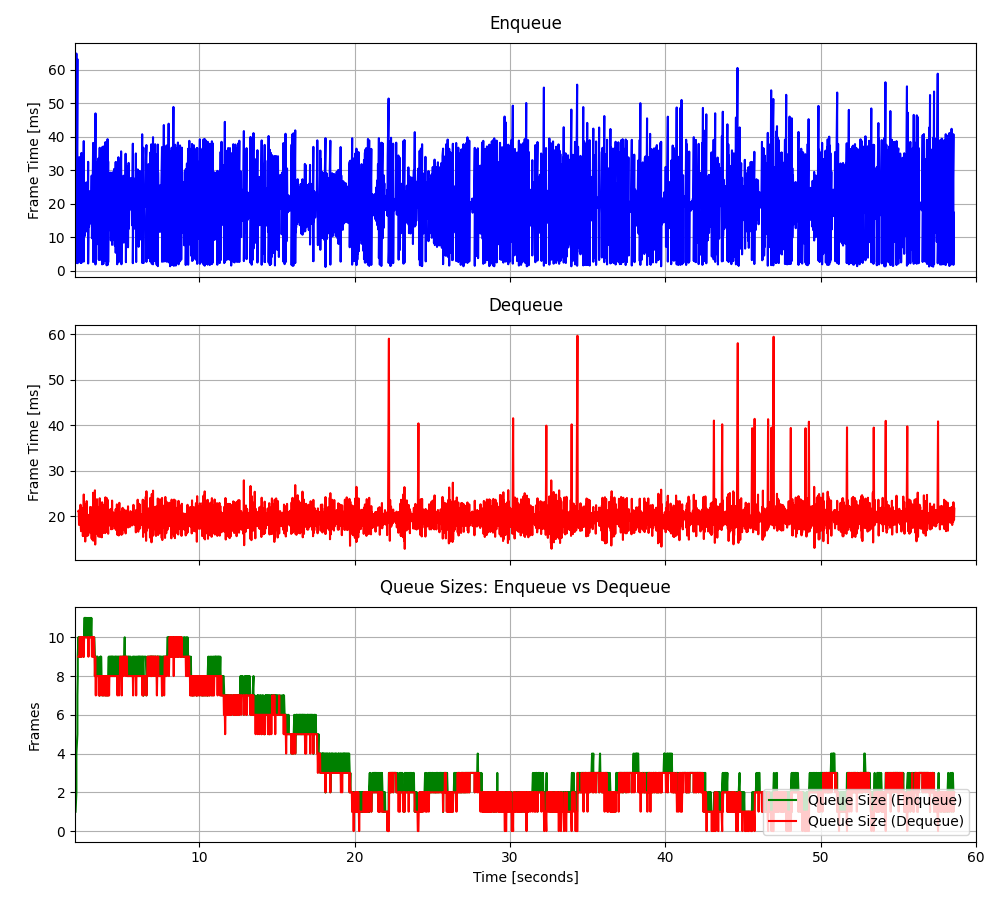 Enqueue
60
50
40
30
20
10
0
Frame Time [ms]
Dequeue
60
50
40
30
20
Frame Time [ms]
Queue Sizes: Enqueue vs Dequeue
10
8
6
4
2
0
Frames
Queue Size (Enqueue)
Queue Size (Dequeue)
10 20 30 40 50 60
Time [seconds]